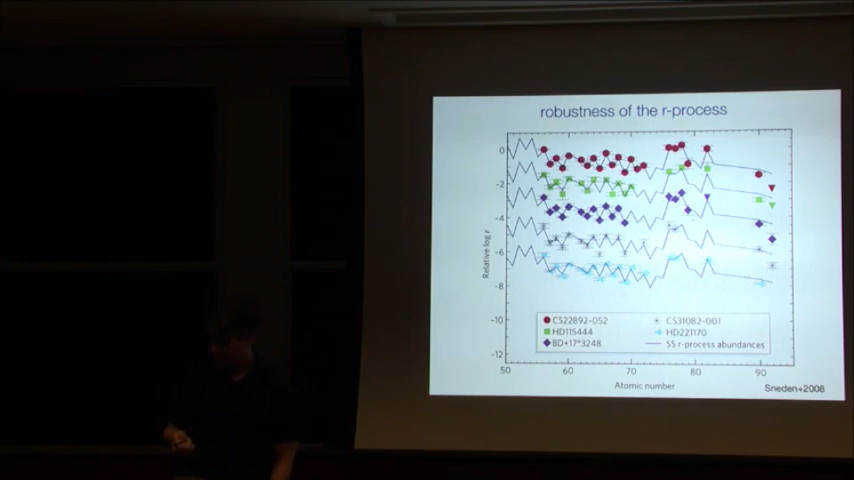 robustness of the r-process
0
-2
-4
-6
-8
-10
-12
Relative log ε
50 60 70 80 90
Atomic number
CS22892-052
HD115444
BD+17°3248
CS31082-001
HD221170
SS r-process abundances
Sneden+2008